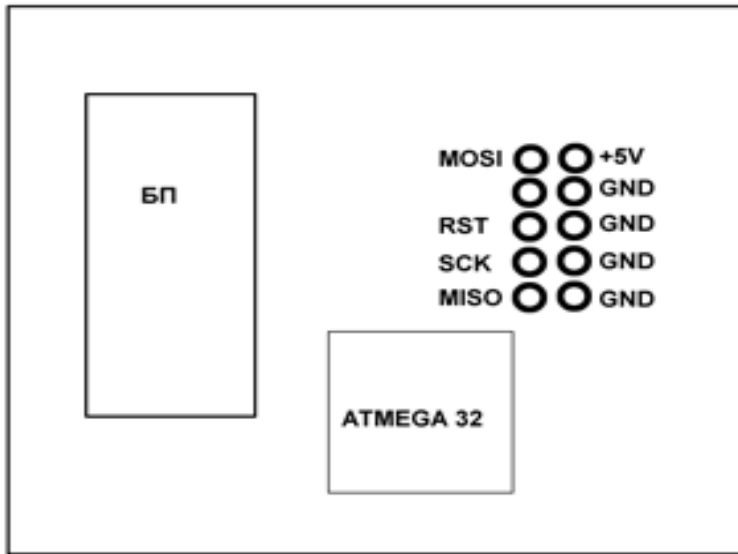 MOSI +5V
БП
GND
RST GND
SCK GND
MISO GND
ATMEGA 32